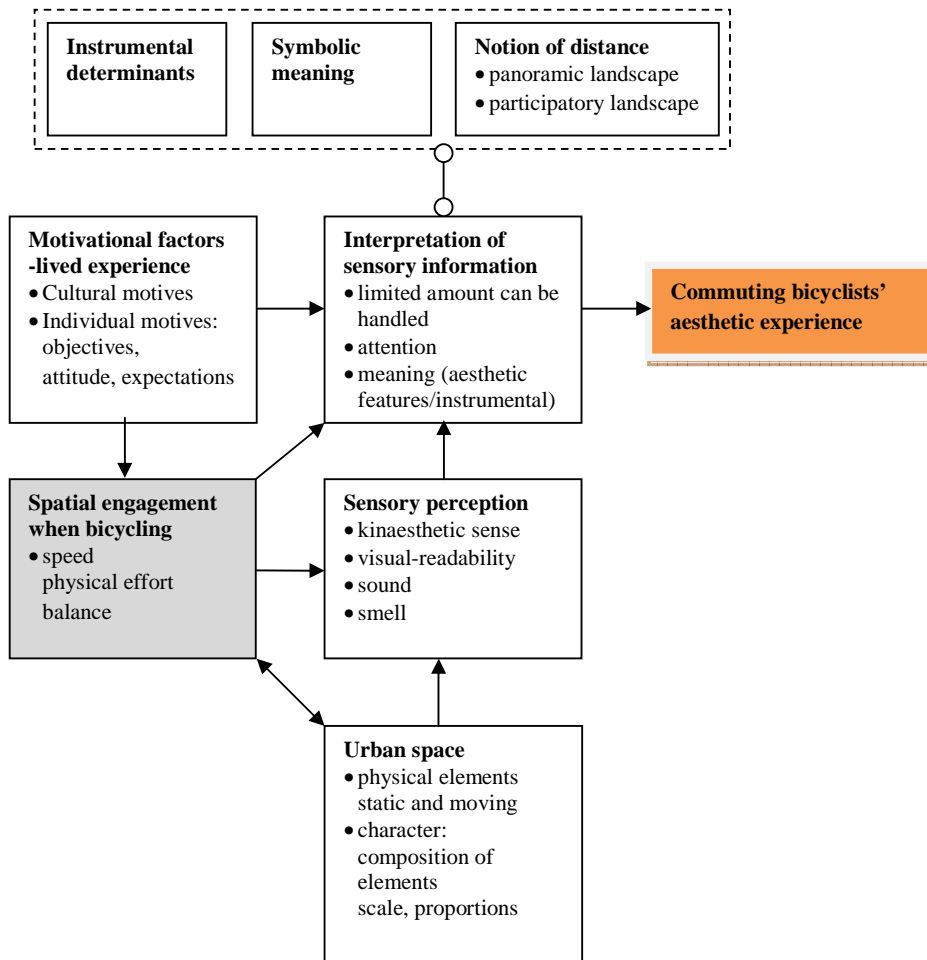 Instrumental
determinants
Symbolic
meaning
Notion of distance
• panoramic landscape
• participatory landscape
Motivational factors
-lived experience
• Cultural motives
• Individual motives:
objectives,
attitude, expectations
Interpretation of
sensory information
• limited amount can be
handled
• attention
• meaning (aesthetic
features/instrumental)
Commuting bicyclists’
aesthetic experience
Spatial engagement
when bicycling
• speed
physical effort
balance
Sensory perception
• kinaesthetic sense
• visual-readability
• sound
• smell
Urban space
• physical elements
static and moving
• character:
composition of
elements
scale, proportions